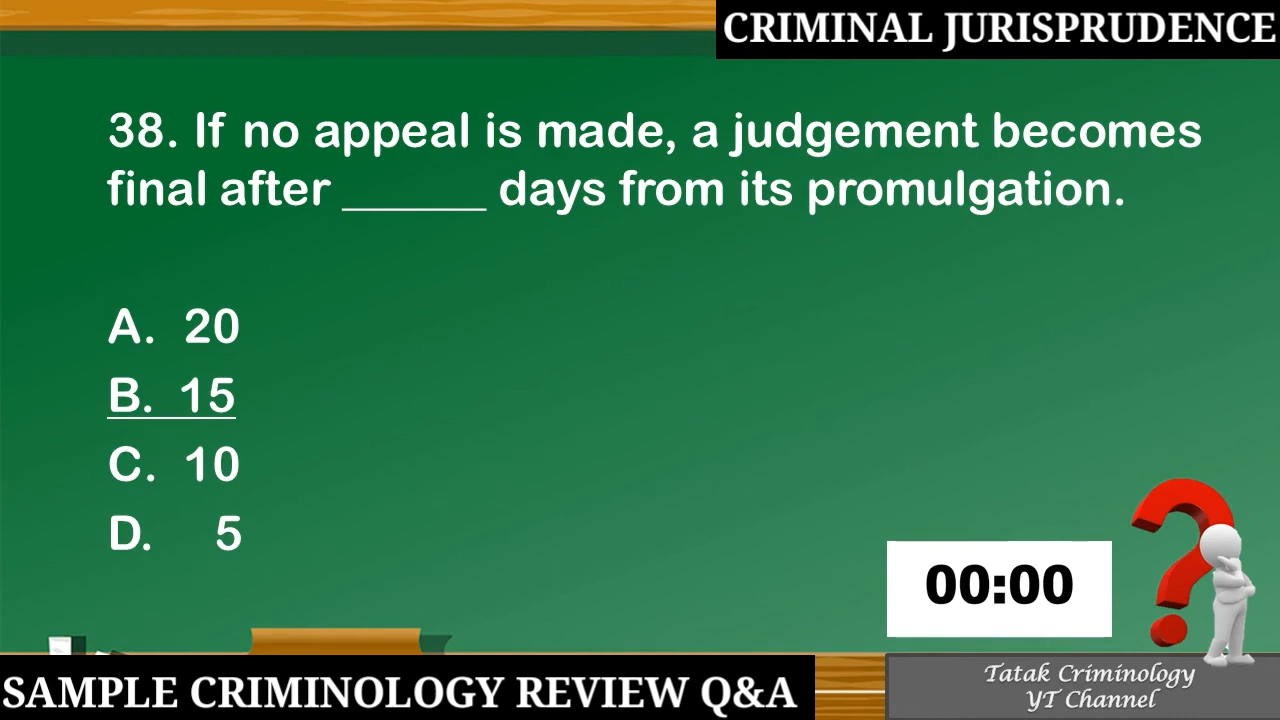 CRIMINAL JURISPRUDENCE
38. If no appeal is made, a judgement becomes
final after ______ days from its promulgation.
A. 20
B. 15
C. 10
D. 5
00:00
SAMPLE CRIMINOLOGY REVIEW Q&A
Tatak Criminology
YT Channel